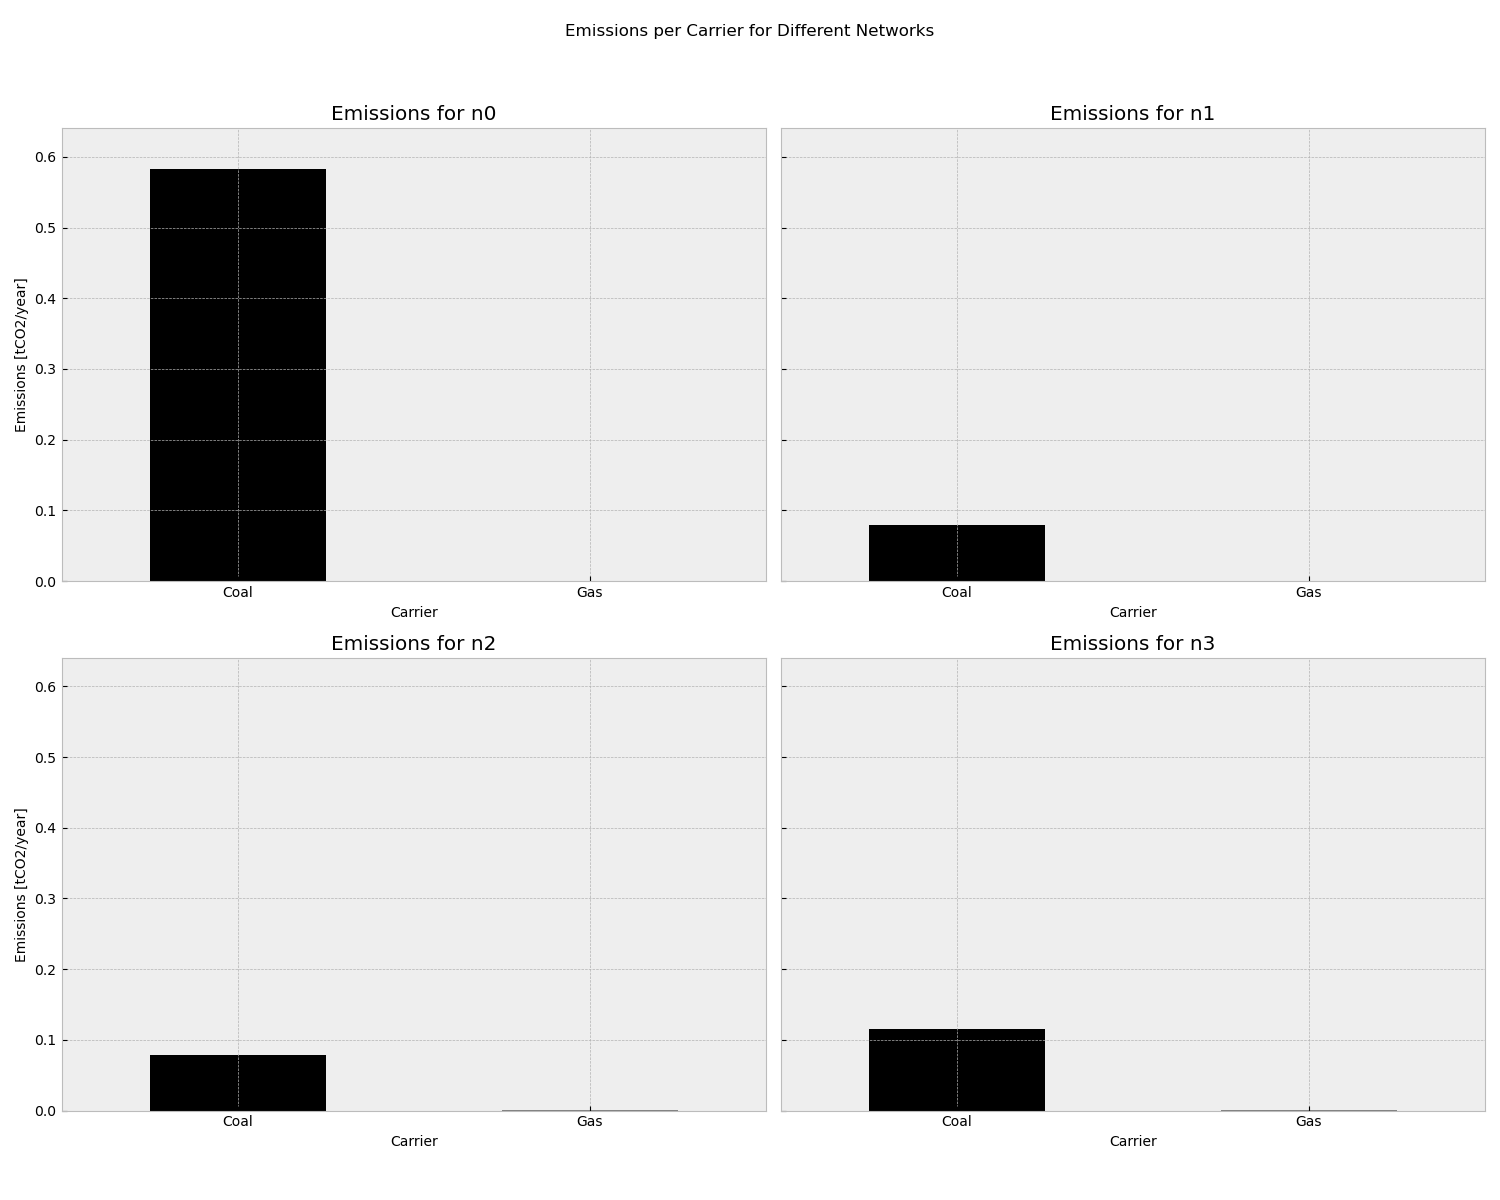 Emissions per Carrier for Different Networks
Emissions for n0
Emissions [tCO2/year]
0.6
0.5
0.4
0.3
0.2
0.1
0.0
Coal
Gas
Carrier
Emissions for n1
Coal
Gas
Carrier
Emissions for n2
Emissions [tCO2/year]
0.6
0.5
0.4
0.3
0.2
0.1
0.0
Coal
Gas
Carrier
Emissions for n3
Coal
Gas
Carrier